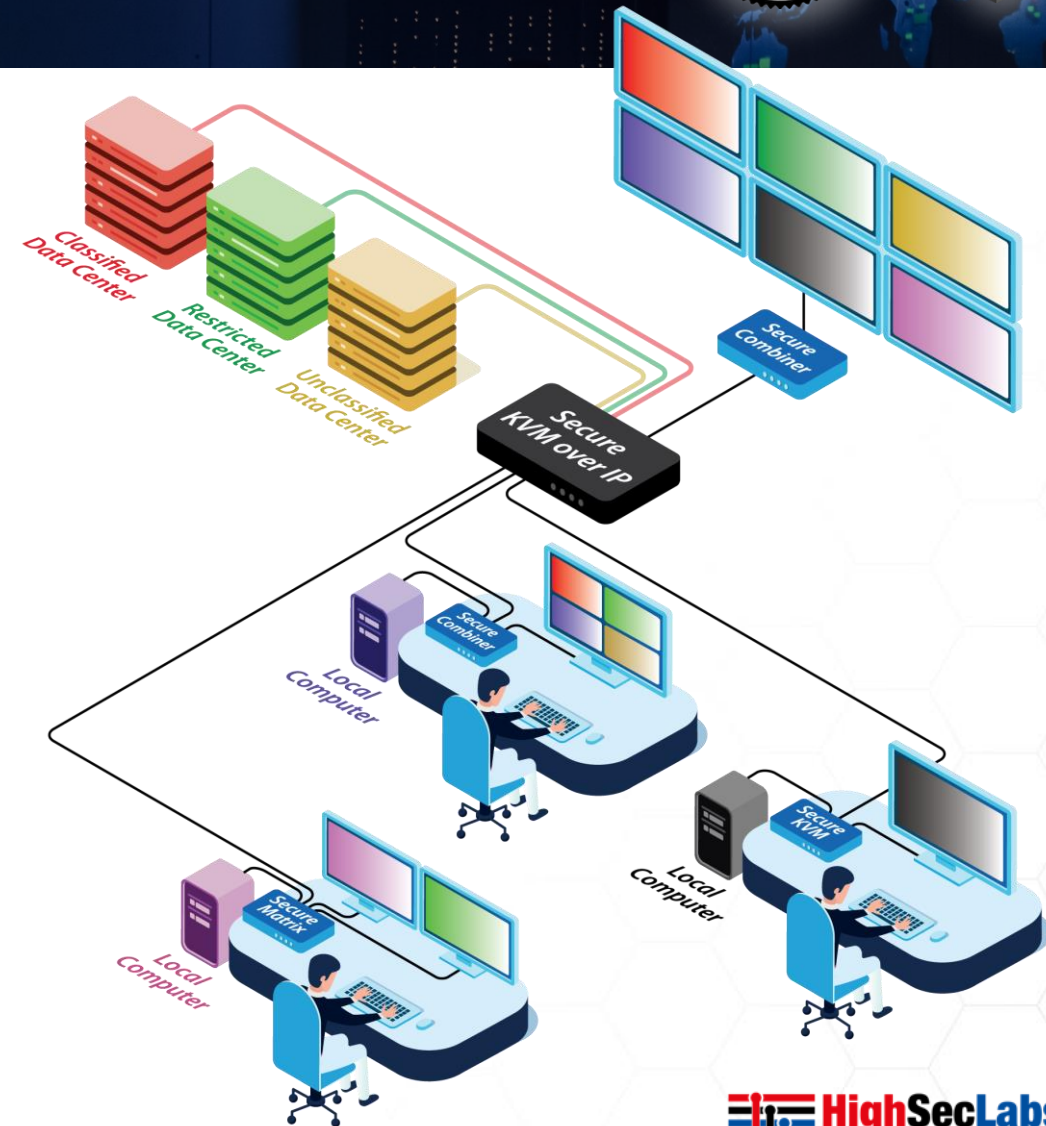 Classified
Data Center
Restricted
Data Center
Unclassified
Data Center
Secure
Combiner
Secure
KVM over IP
Secure
Combiner
Local
Computer
Secure
KVM
Local
Computer
Secure
Matrix
Local
Computer
HighSecLabs